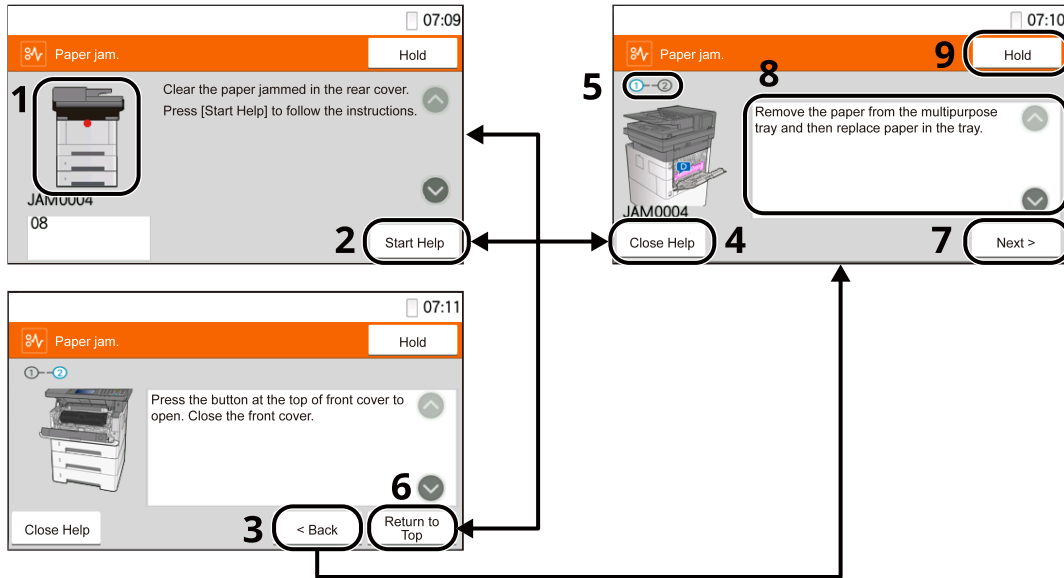 07:09
Paper jam.
Hold
1
Clear the paper jammed in the rear cover.
Press [Start Help] to follow the instructions.
JAM0004
08
2
Start Help
07:10
Paper jam.
9
Hold
5
1
2
8
Remove the paper from the multipurpose
tray and then replace paper in the tray.
D
JAM0004
Close Help
4
7
Next >
07:11
Paper jam.
Hold
1
2
Press the button at the top of front cover to
open. Close the front cover.
6
Close Help
3
< Back
Return to
Top